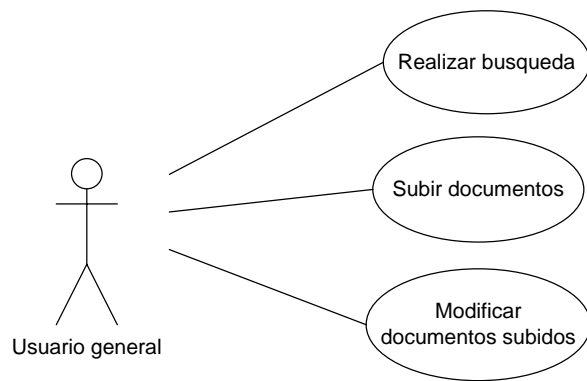 Realizar busqueda
Subir documentos
Modificar
documentos subidos
Usuario general